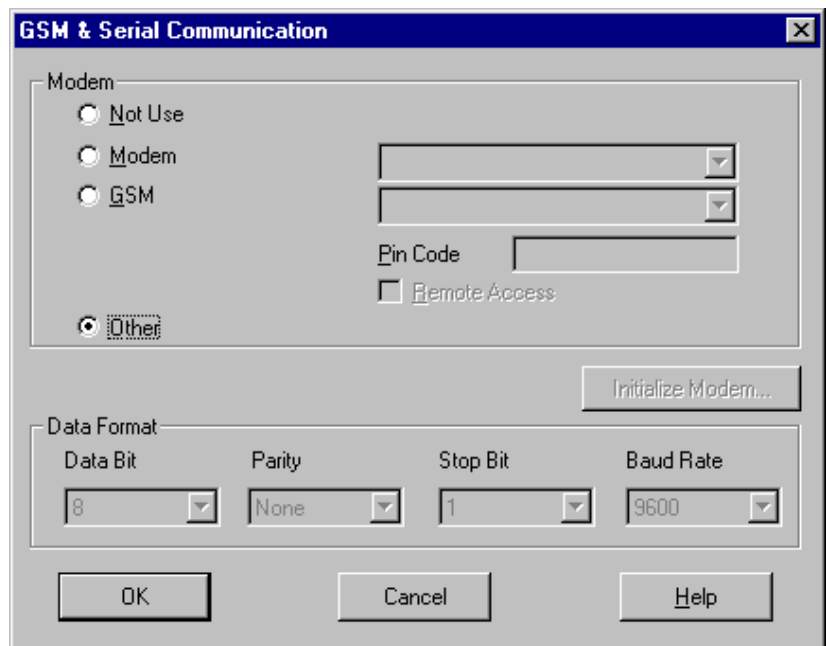 GSM & Serial Communication
Modem
Not Use
Modem
GSM
Pin Code
Remote Access
Other
Initialize Modem...
Data Format
Data Bit Parity Stop Bit Baud Rate
8 None 1 9600
OK Cancel Help